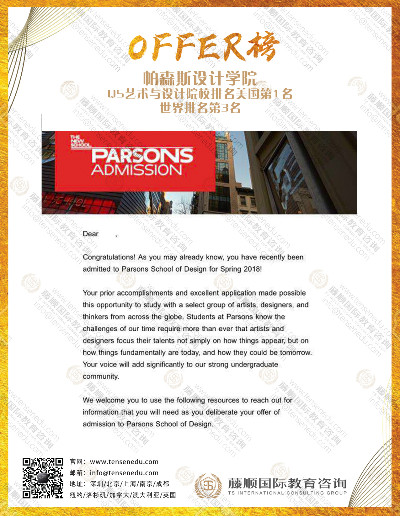 OFFER榜
帕森斯设计学院
US艺术与设计院校排名美国第1名
世界排名第3名
THE NEW SCHOOL
PARSONS
ADMISSION
Dear ,
Congratulations! As you may already know, you have recently been
admitted to Parsons School of Design for Spring 2018!
Your prior accomplishments and excellent application made possible
this opportunity to study with a select group of artists, designers, and
thinkers from across the globe. Students at Parsons know the
challenges of our time require more than ever that artists and
designers focus their talents not simply on how things appear, but on
how things fundamentally are today, and how they could be tomorrow.
Your voice will add significantly to our strong undergraduate
community.
We welcome you to use the following resources to reach out for
information that you will need as you deliberate your offer of
admission to Parsons School of Design.
官网：www.tensenedu.com
邮箱：info@tensenedu.com
地址：深圳/北京/上海/南京/成都
纽约/洛杉矶/加拿大/澳大利亚/英国
藤顺国际教育咨询
TS INTERNATIONAL CONSULTING GROUP